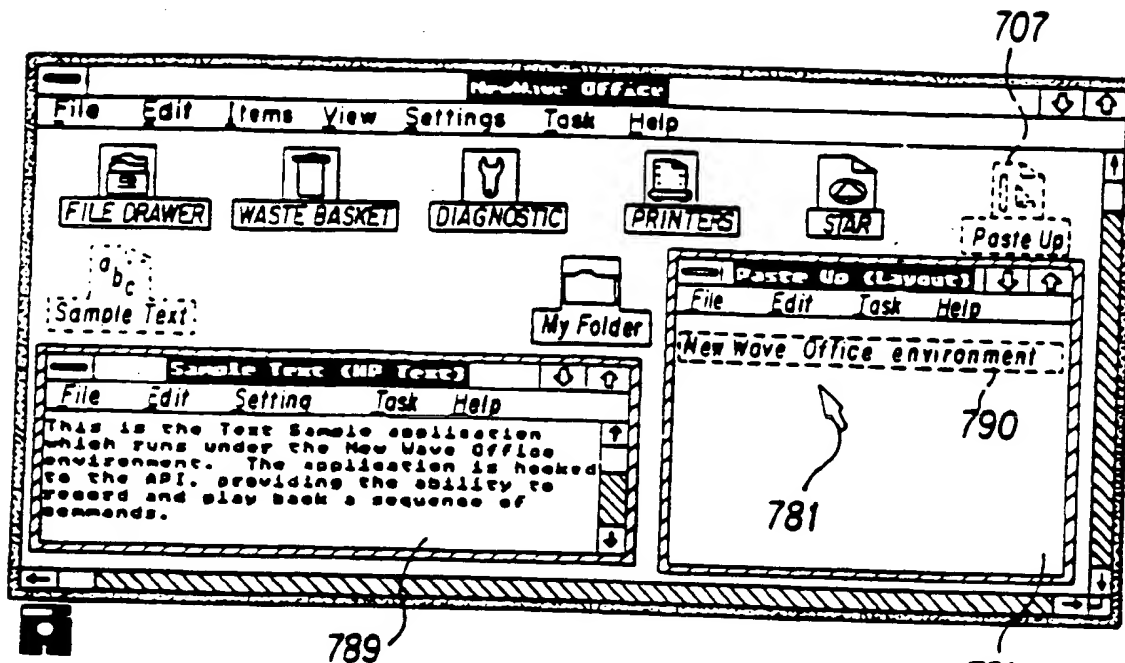 707
NewWave Office
File Edit Items View Settings Task Help
FILE DRAWER WASTE BASKET DIAGNOSTIC PRINTERS STAR Paste Up
abc
Sample Text
My Folder
Paste Up (Layout)
File Edit Task Help
New Wave Office environment
790
781
Sample Text (HP Text)
File Edit Setting Task Help
This is the Text Sample application
which runs under the New Wave Office
environment. The application is hooked
to the API, providing the ability to
record and play back a sequence of
commands.
789